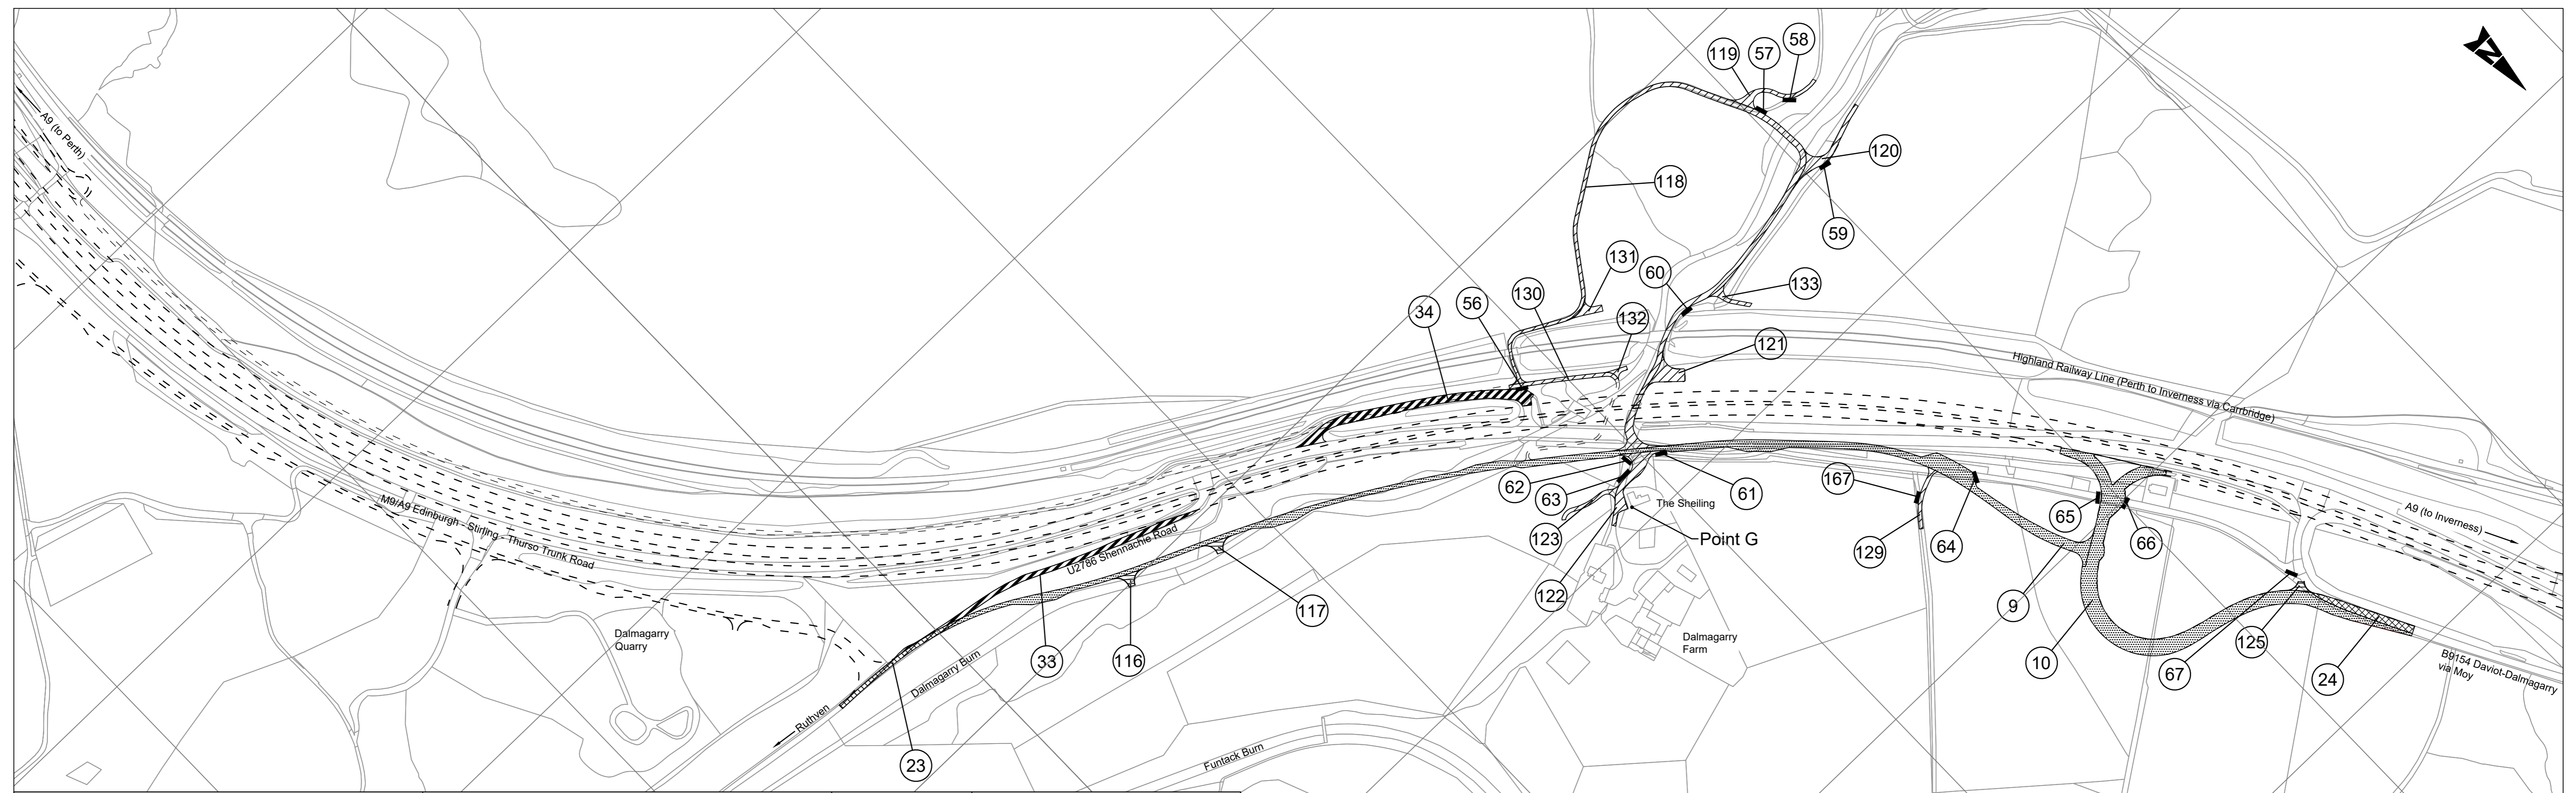 119
57
58
N
A9 (to Perth)
120
118
59
131
60
133
130
56
34
132
121
Highland Railway Line (Perth to Inverness via Carrbridge)
62
63
61
167
The Sheiling
65
66
A9 (to Inverness)
M9/A9 Edinburgh - Stirling - Thurso Trunk Road
U2786 Shennachie Road
123
Point G
129
64
122
117
9
Dalmagarry
Quarry
Dalmagarry
Farm
33
116
10
67
125
24
B9154 Daviot-Dalmagarry
via Moy
Dalmagarry Burn
Ruthven
23
Funtack Burn